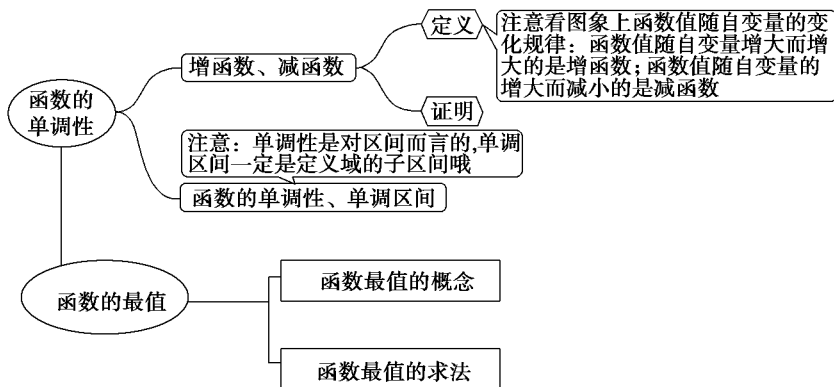 定义
注意看图象上函数值随自变量的变
化规律：函数值随自变量增大而增
大的是增函数；函数值随自变量的
增大而减小的是减函数
增函数、减函数
证明
函数的
单调性
注意：单调性是对区间而言的,单调
区间一定是定义域的子区间哦
函数的单调性、单调区间
函数的最值
函数最值的概念
函数最值的求法